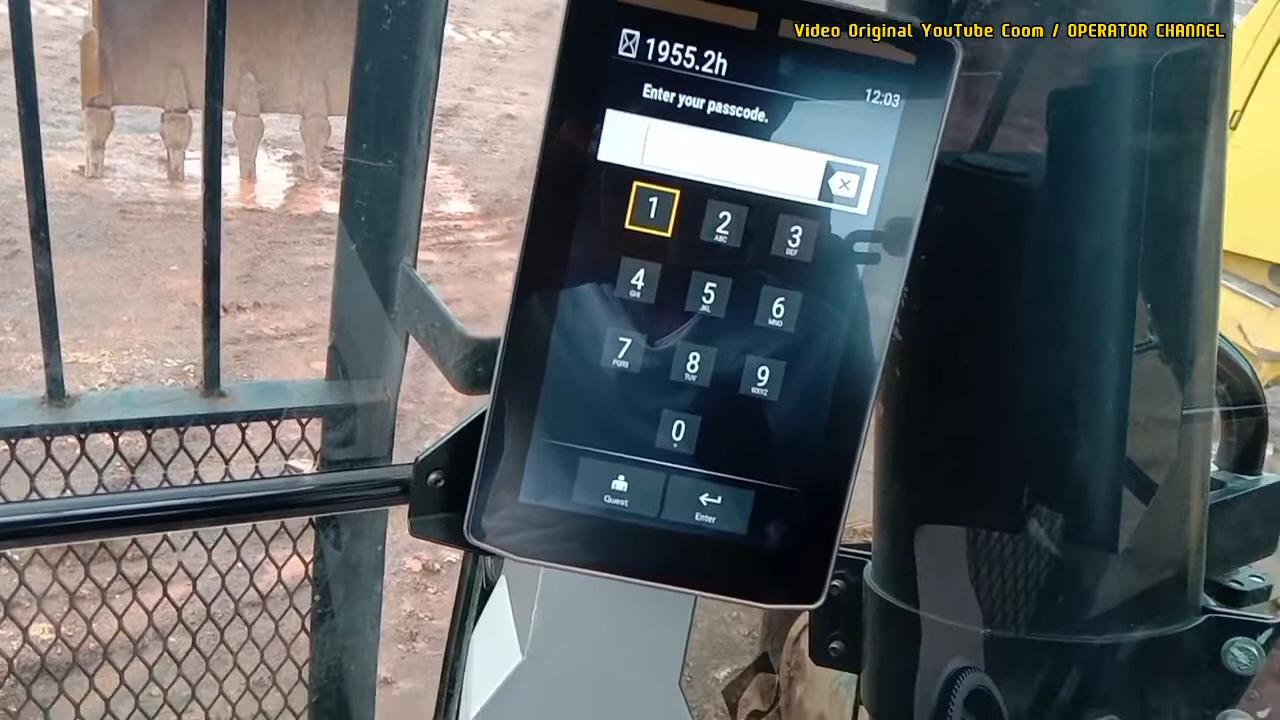 Video Original YouTube Coom / OPERATOR CHANNEL
1955.2h
12:03
Enter your passcode.
1
2
ABC
3
DEF
4
GHI
5
JKL
6
MNO
7
PQRS
8
TUV
9
WXYZ
0
Guest
Enter